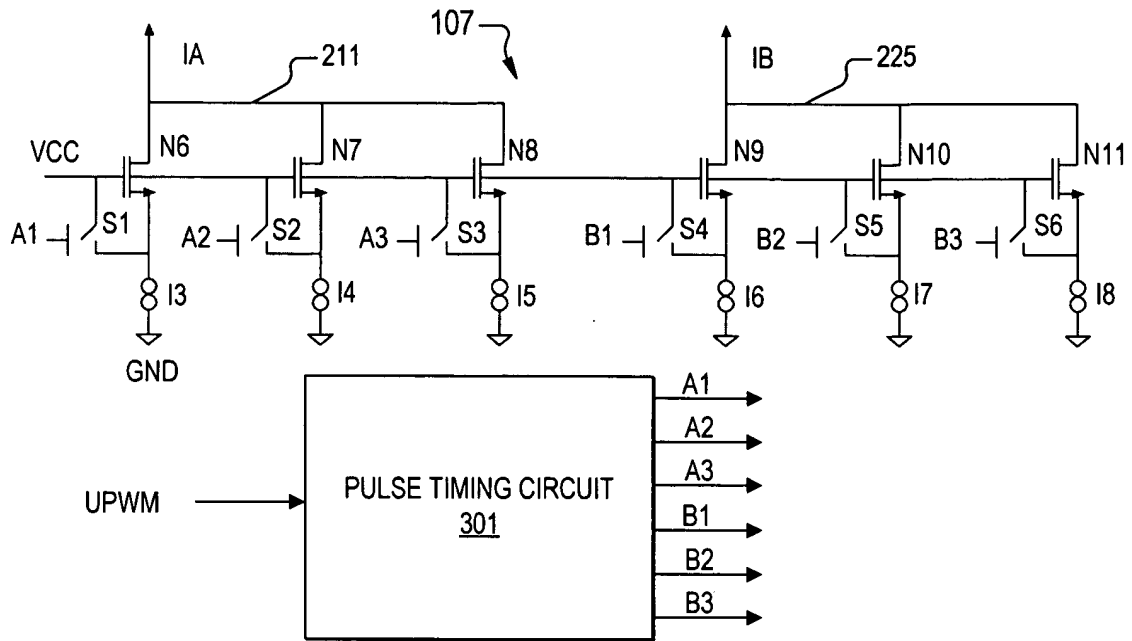 IA 211 107 IB 225
VCC N6 N7 N8 N9 N10 N11
A1 S1 A2 S2 A3 S3 B1 S4 B2 S5 B3 S6
I3 I4 I5 I6 I7 I8
GND
A1
A2
A3
B1
B2
B3
UPWM
PULSE TIMING CIRCUIT
301